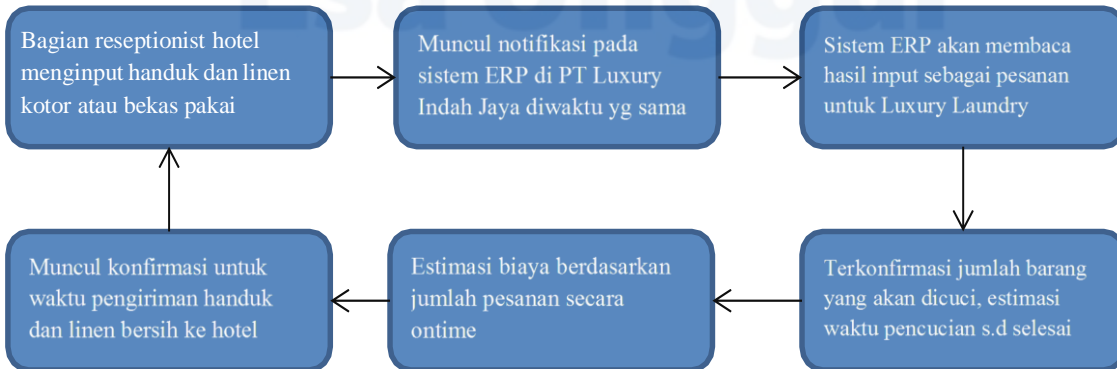 Esa Unggul
Bagian reseptionist hotel
menginput handuk dan linen
kotor atau bekas pakai
Muncul notifikasi pada
sistem ERP di PT Luxury
Indah Jaya diwaktu yg sama
Sistem ERP akan membaca
hasil input sebagai pesanan
untuk Luxury Laundry
Terkonfirmasi jumlah barang
yang akan dicuci, estimasi
waktu pencucian s.d selesai
Estimasi biaya berdasarkan
jumlah pesanan secara
ontime
Muncul konfirmasi untuk
waktu pengiriman handuk
dan linen bersih ke hotel